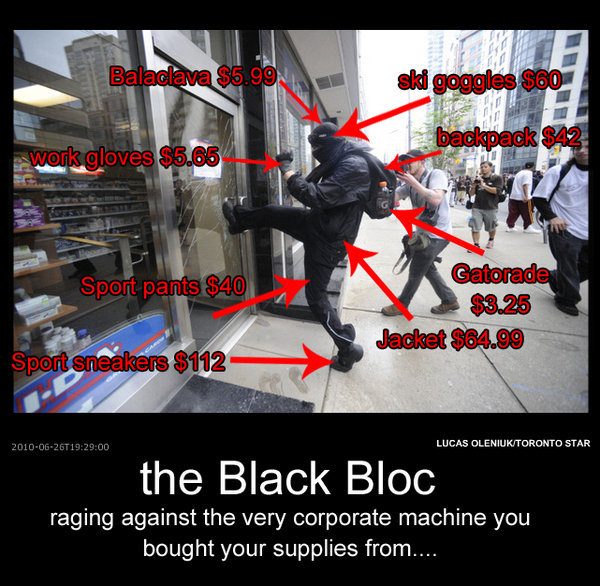 Balaclava $5.99
ski goggles $60
backpack $42
work gloves $5.65
Sport pants $40
Gatorade
$3.25
Jacket $64.99
Sport sneakers $112
2010-06-26T19:29:00
LUCAS OLENIUK/TORONTO STAR
the Black Bloc
raging against the very corporate machine you
bought your supplies from....